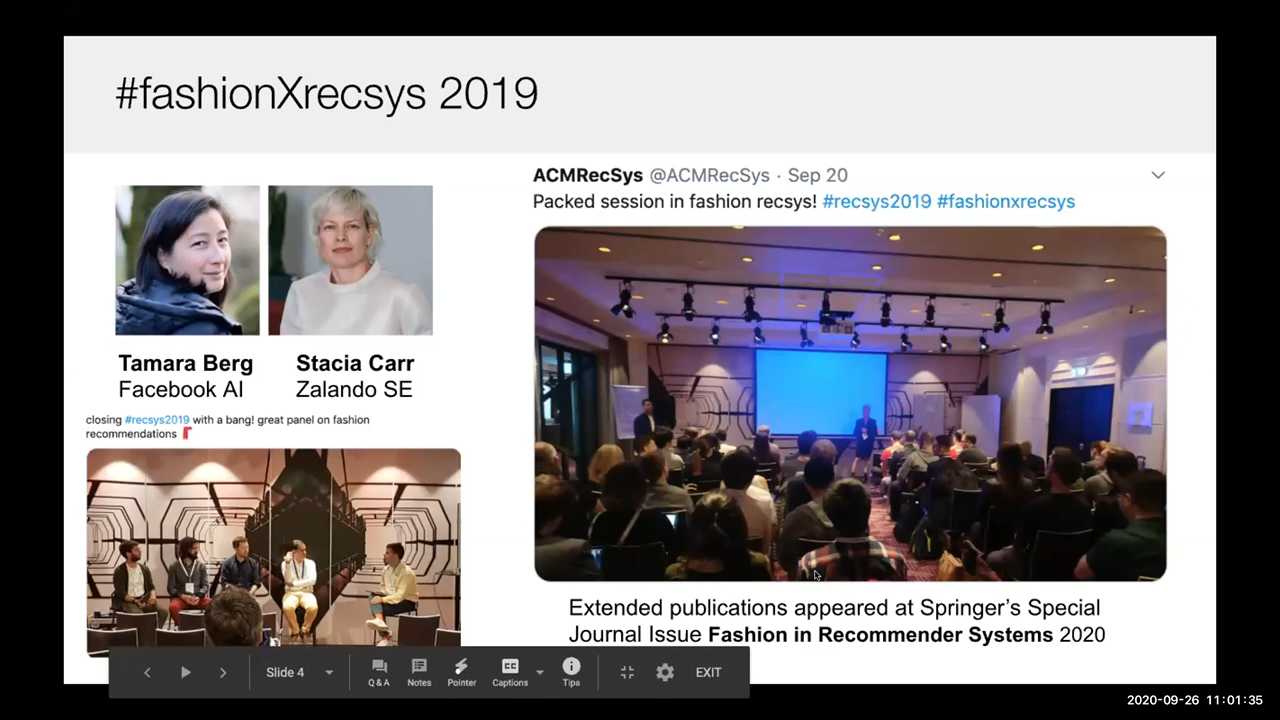 #fashionXrecsys 2019
Tamara Berg
Facebook AI
Stacia Carr
Zalando SE
closing #recsys2019 with a bang! great panel on fashion
recommendations
ACMRecSys @ACMRecSys · Sep 20
Packed session in fashion recsys! #recsys2019 #fashionxrecsys
Extended publications appeared at Springer's Special
Journal Issue Fashion in Recommender Systems 2020
Slide 4
Q & A
Notes
Pointer
CC
Captions
Tips
EXIT
2020-09-26 11:01:35